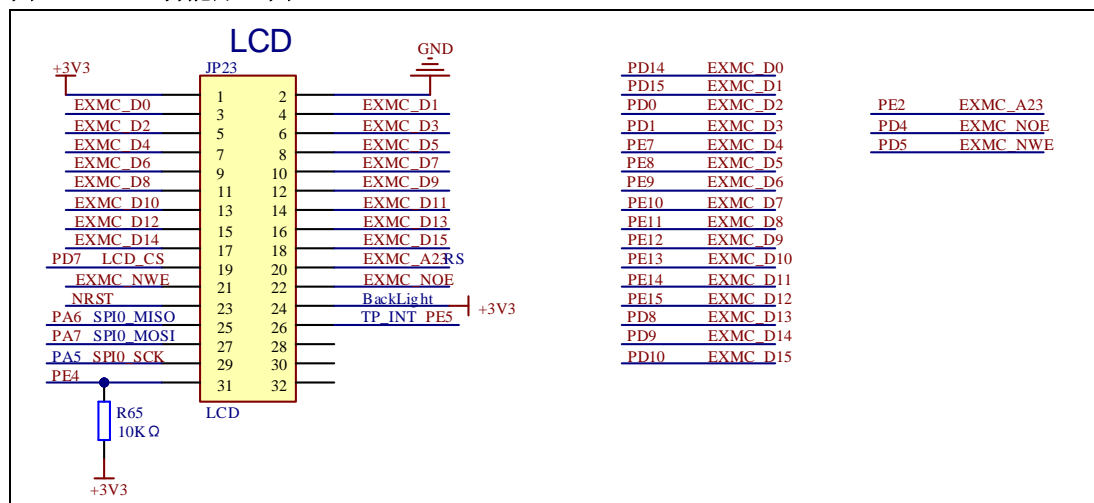 LCD
GND
+3V3
JP23
1 2
EXMC_D0 3 4 EXMC_D1
EXMC_D2 5 6 EXMC_D3
EXMC_D4 7 8 EXMC_D5
EXMC_D6 9 10 EXMC_D7
EXMC_D8 11 12 EXMC_D9
EXMC_D10 13 14 EXMC_D11
EXMC_D12 15 16 EXMC_D13
EXMC_D14 17 18 EXMC_D15
PD7 LCD_CS 19 20 EXMC_A23 RS
EXMC_NWE 21 22 EXMC_NOE
NRST 23 24 BackLight +3V3
PA6 SPI0_MISO 25 26 TP_INT PE5
PA7 SPI0_MOSI 27 28
PA5 SPI0_SCK 29 30
PE4 31 32
LCD
R65
10KΩ
+3V3
PD14 EXMC_D0
PD15 EXMC_D1
PD0 EXMC_D2
PD1 EXMC_D3
PE7 EXMC_D4
PE8 EXMC_D5
PE9 EXMC_D6
PE10 EXMC_D7
PE11 EXMC_D8
PE12 EXMC_D9
PE13 EXMC_D10
PE14 EXMC_D11
PE15 EXMC_D12
PD8 EXMC_D13
PD9 EXMC_D14
PD10 EXMC_D15
PE2 EXMC_A23
PD4 EXMC_NOE
PD5 EXMC_NWE